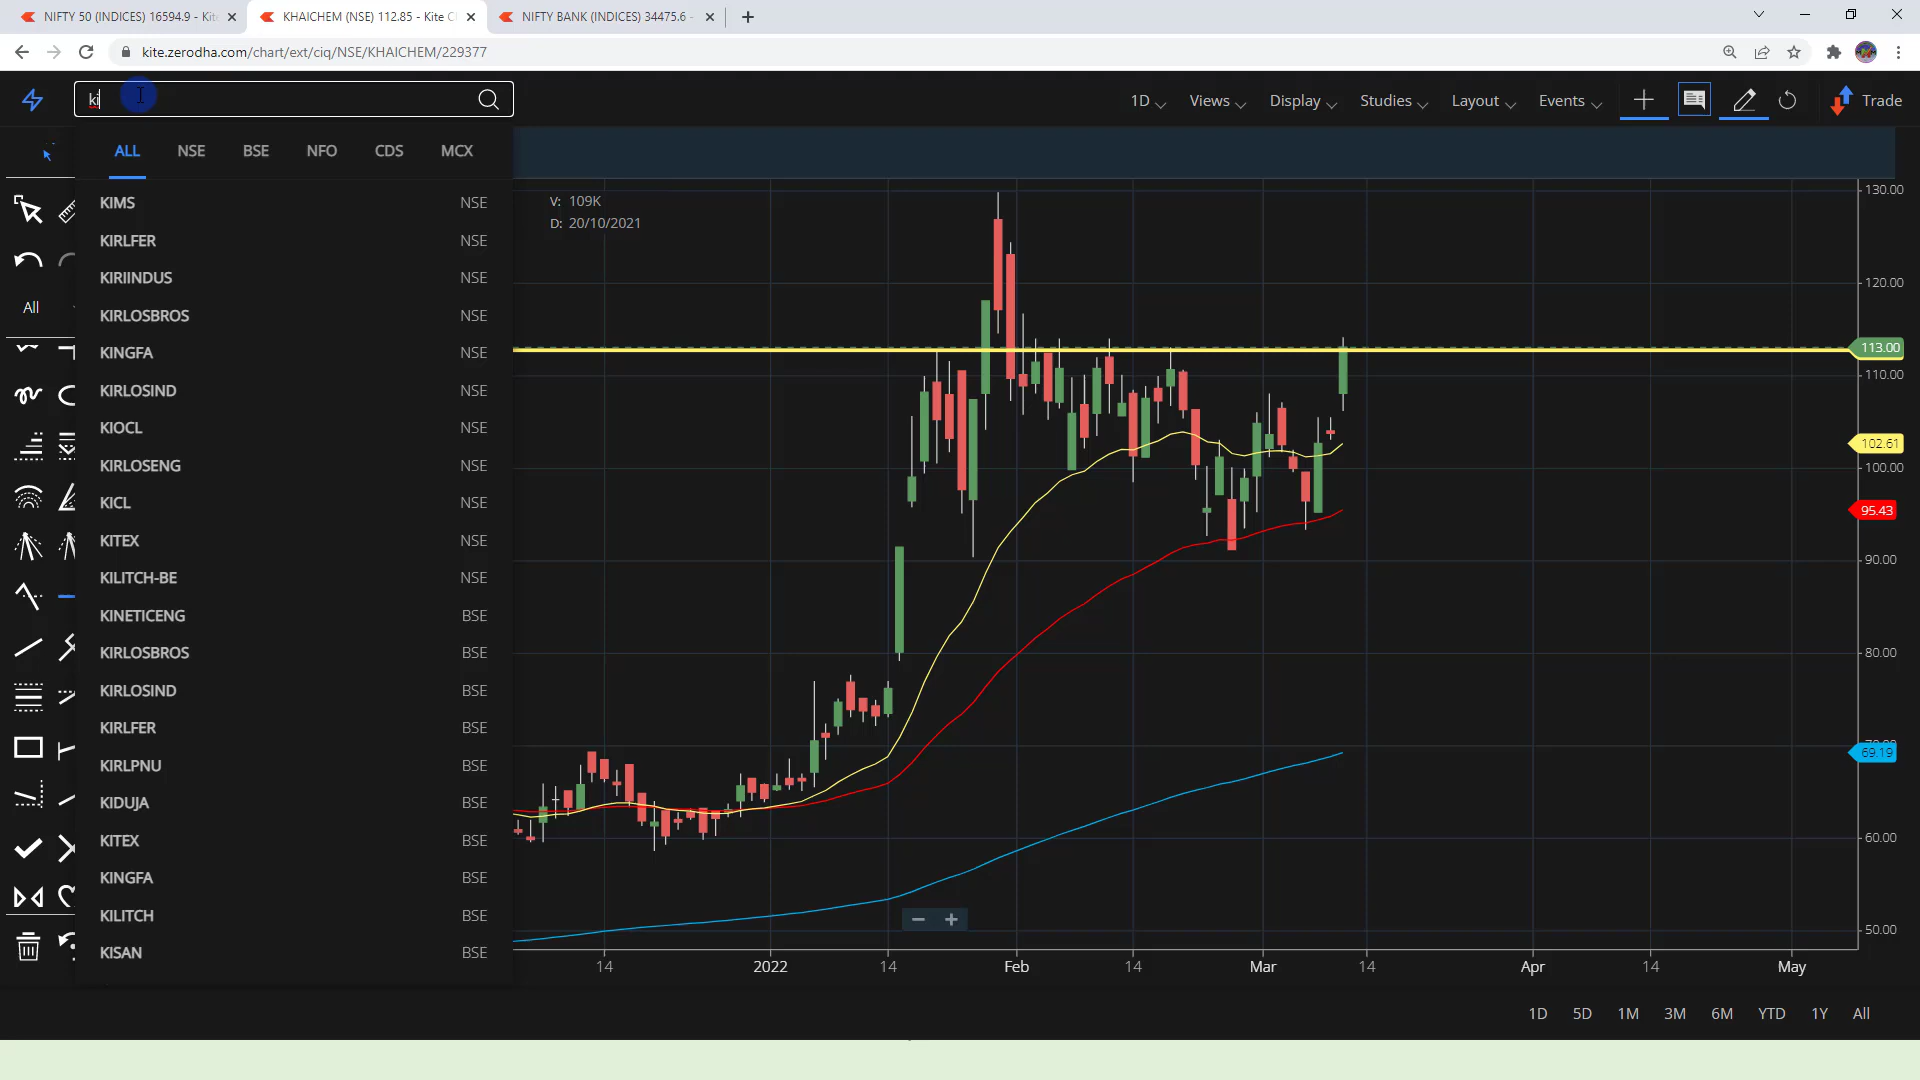 NIFTY 50 (INDICES) 16594.9 - Kit
KHAICHEM (NSE) 112.85 - Kite C
NIFTY BANK (INDICES) 34475.6 -
kite.zerodha.com/chart/ext/ciq/NSE/KHAICHEM/229377
ki
1D Views Display Studies Layout Events Trade
ALL NSE BSE NFO CDS MCX
All
KIMS NSE
KIRLFER NSE
KIRIINDUS NSE
KIRLOSBROS NSE
KINGFA NSE
KIRLOSIND NSE
KIOCL NSE
KIRLOSENG NSE
KICL NSE
KITEX NSE
KILITCH-BE NSE
KINETICENG BSE
KIRLOSBROS BSE
KIRLOSIND BSE
KIRLFER BSE
KIRLPNU BSE
KIDUJA BSE
KITEX BSE
KINGFA BSE
KILITCH BSE
KISAN BSE
V: 109K
D: 20/10/2021
130.00
120.00
113.00
110.00
102.61
100.00
95.43
90.00
80.00
69.19
60.00
50.00
14 2022 14 Feb 14 Mar 14 Apr 14 May
1D 5D 1M 3M 6M YTD 1Y All